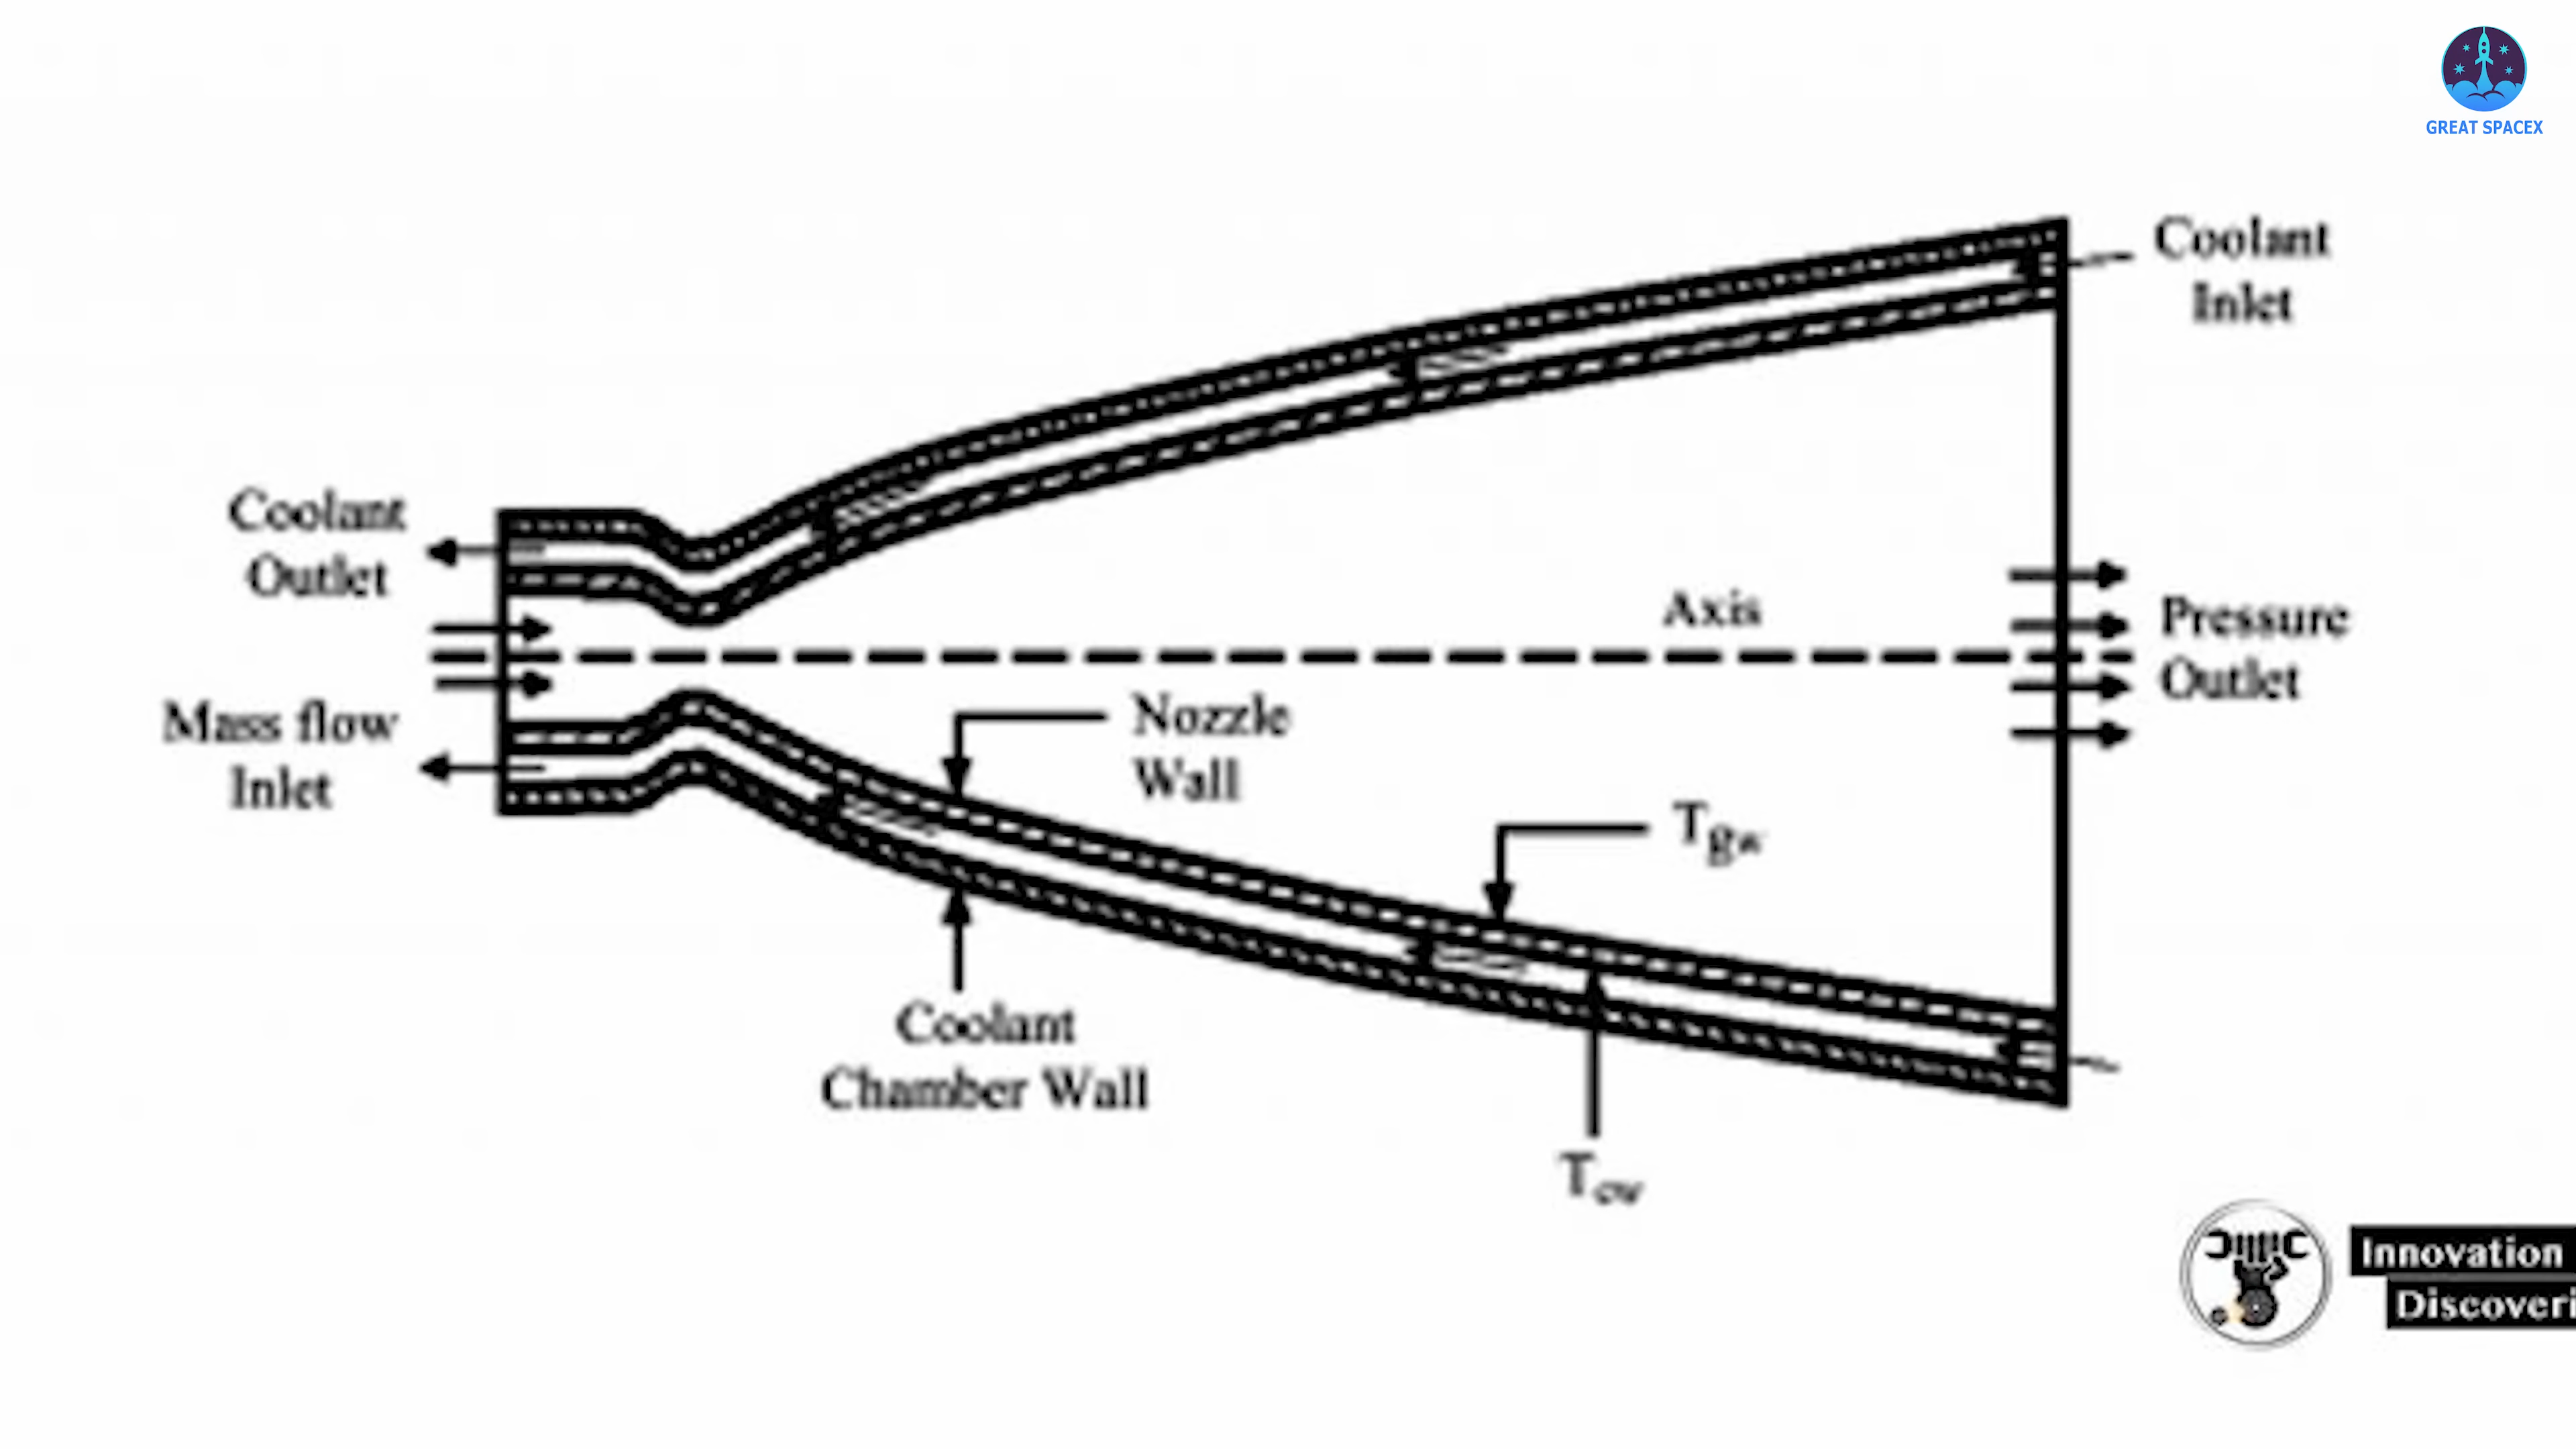 GREAT SPACEX
Coolant
Inlet
Coolant
Outlet
Axis
Pressure
Outlet
Mass flow
Inlet
Nozzle
Wall
Tgw
Coolant
Chamber Wall
Tcw
Innovation
Discoveri